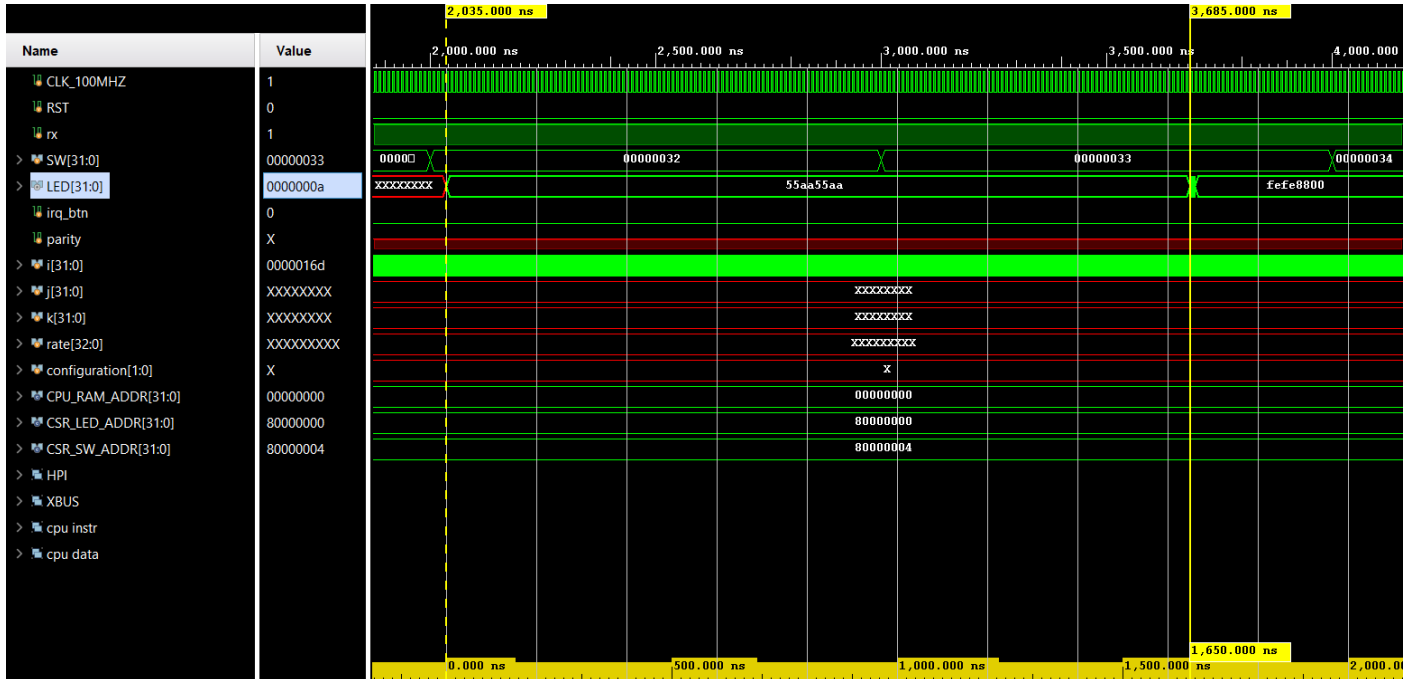 2,035.000 ns 3,685.000 ns
Name Value 2,000.000 ns 2,500.000 ns 3,000.000 ns 3,500.000 ns 4,000.000
CLK_100MHZ 1
RST 0
rx 1
SW[31:0] 00000033 0000 00000032 00000033 00000034
LED[31:0] 0000000a XXXXXXXX 55aa55aa fefe8800
irq_btn 0
parity X
i[31:0] 0000016d
j[31:0] XXXXXXXX XXXXXXXX
k[31:0] XXXXXXXX XXXXXXXX
rate[32:0] XXXXXXXXX XXXXXXXXX
configuration[1:0] X X
CPU_RAM_ADDR[31:0] 00000000 00000000
CSR_LED_ADDR[31:0] 80000000 80000000
CSR_SW_ADDR[31:0] 80000004 80000004
HPI
XBUS
cpu instr
cpu data
1,650.000 ns
0.000 ns 500.000 ns 1,000.000 ns 1,500.000 ns 2,000.00